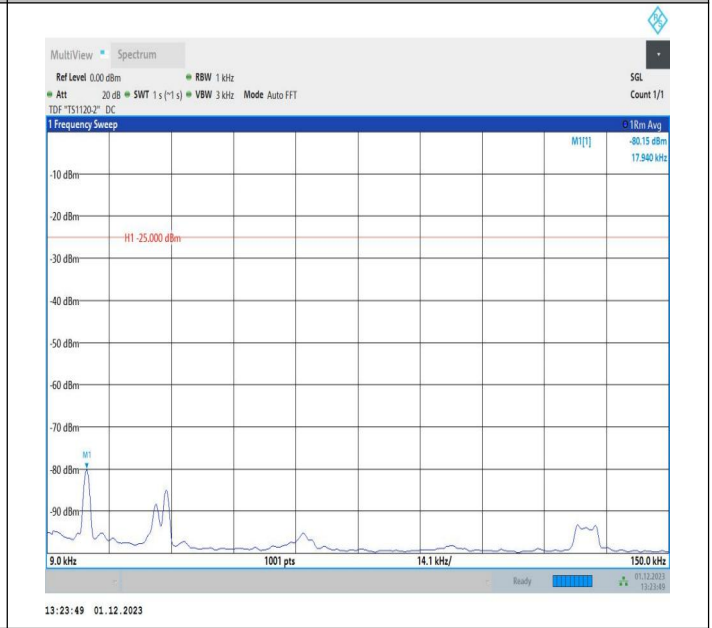 R S
MultiView Spectrum
Ref Level 0.00 dBm RBW 1 kHz SGL
Att 20 dB SWT 1 s (~1 s) VBW 3 kHz Mode Auto FFT Count 1/1
TDF "TS1120-2" DC
1 Frequency Sweep 1Rm Avg
M1[1] -80.15 dBm
17.940 kHz
-10 dBm
-20 dBm
H1 -25.000 dBm
-30 dBm
-40 dBm
-50 dBm
-60 dBm
-70 dBm
M1
-80 dBm
-90 dBm
9.0 kHz 1001 pts 14.1 kHz/ 150.0 kHz
Ready 01.12.2023
13:23:49
13:23:49 01.12.2023